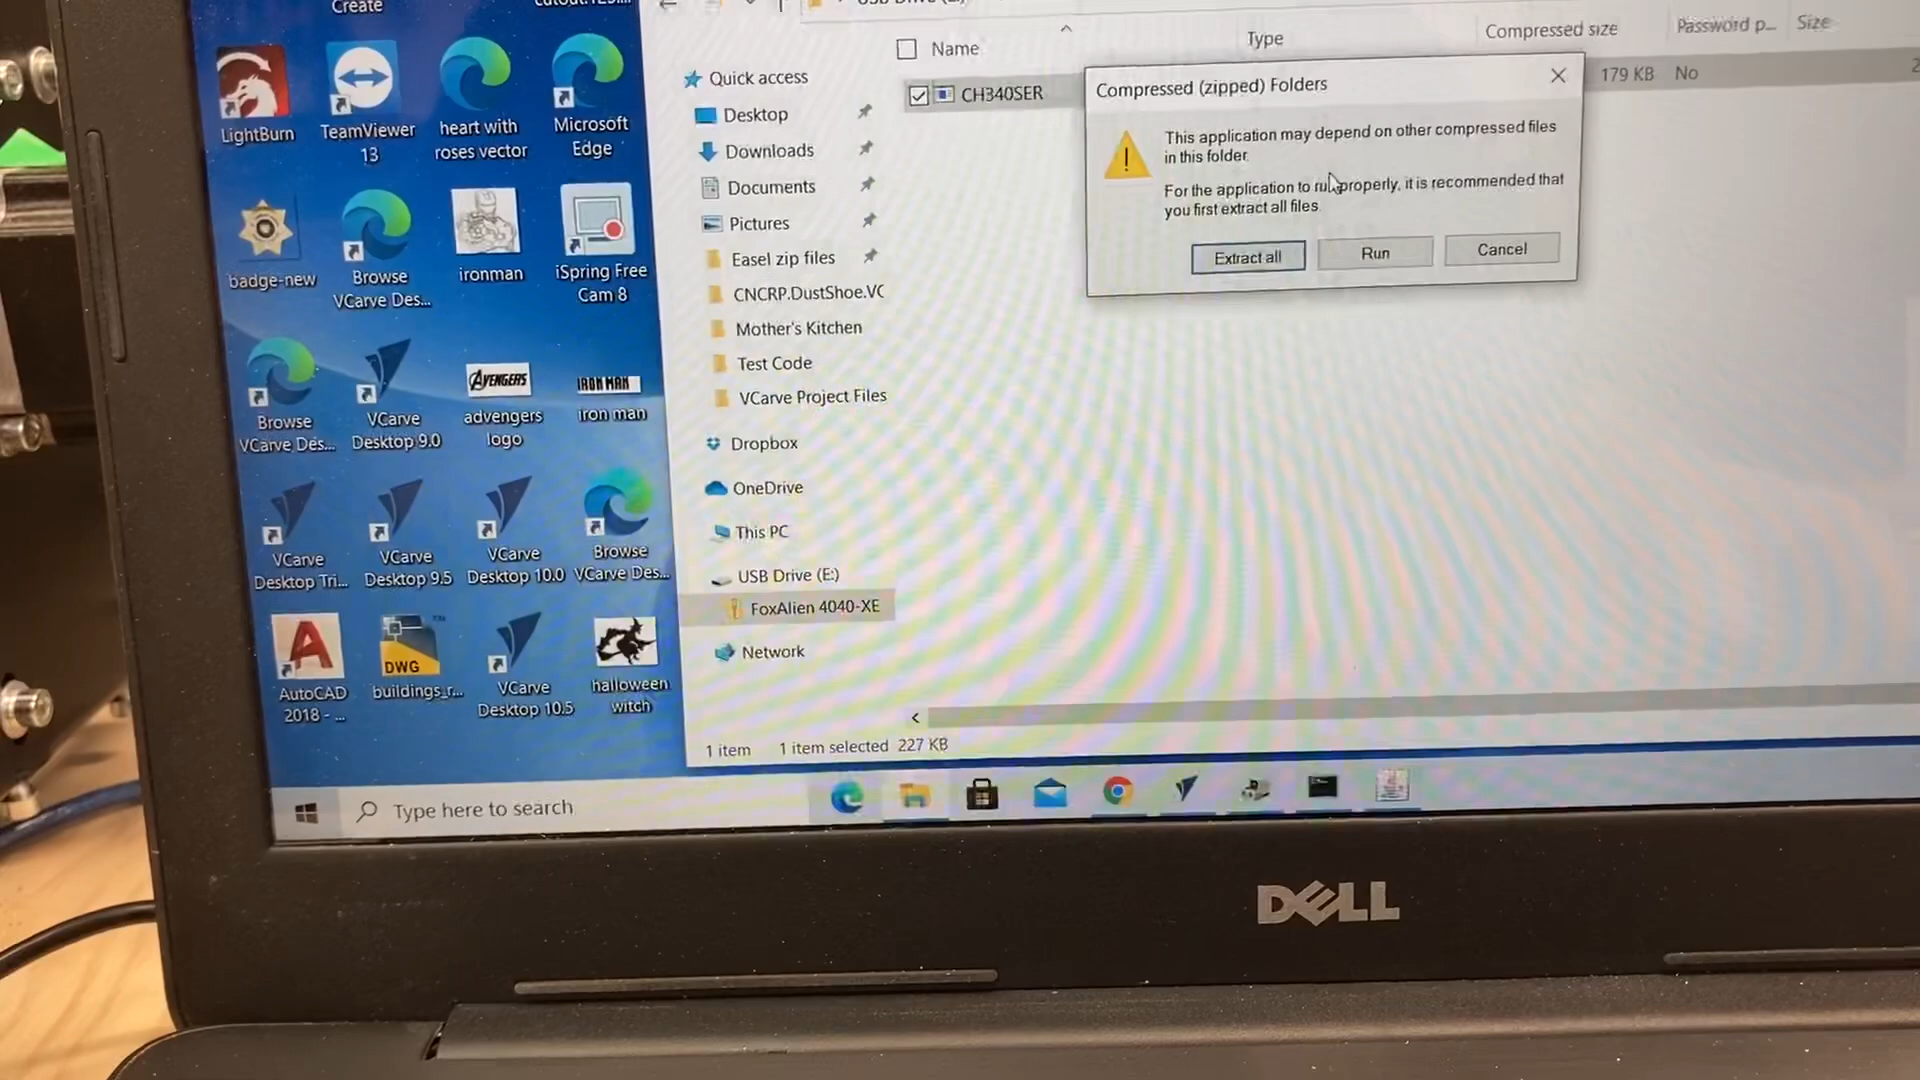 Create
LightBurn
TeamViewer
13
heart with
roses vector
Microsoft
Edge
badge-new
Browse
VCarve Des...
ironman
iSpring Free
Cam 8
Browse
VCarve Des...
VCarve
Desktop 9.0
AVENGERS
advengers
logo
IRON MAN
iron man
VCarve
Desktop Tri...
VCarve
Desktop 9.5
VCarve
Desktop 10.0
Browse
VCarve Des...
AutoCAD
2018 - ...
DWG
buildings_r...
VCarve
Desktop 10.5
halloween
witch
Quick access
Desktop
Downloads
Documents
Pictures
Easel zip files
CNCRP.DustShoe.VC
Mother's Kitchen
Test Code
VCarve Project Files
Dropbox
OneDrive
This PC
USB Drive (E:)
FoxAlien 4040-XE
Network
Name Type Compressed size Password p... Size
CH340SER 179 KB No
Compressed (zipped) Folders
This application may depend on other compressed files
in this folder.
For the application to run properly, it is recommended that
you first extract all files.
Extract all Run Cancel
1 item 1 item selected 227 KB
Type here to search
DELL